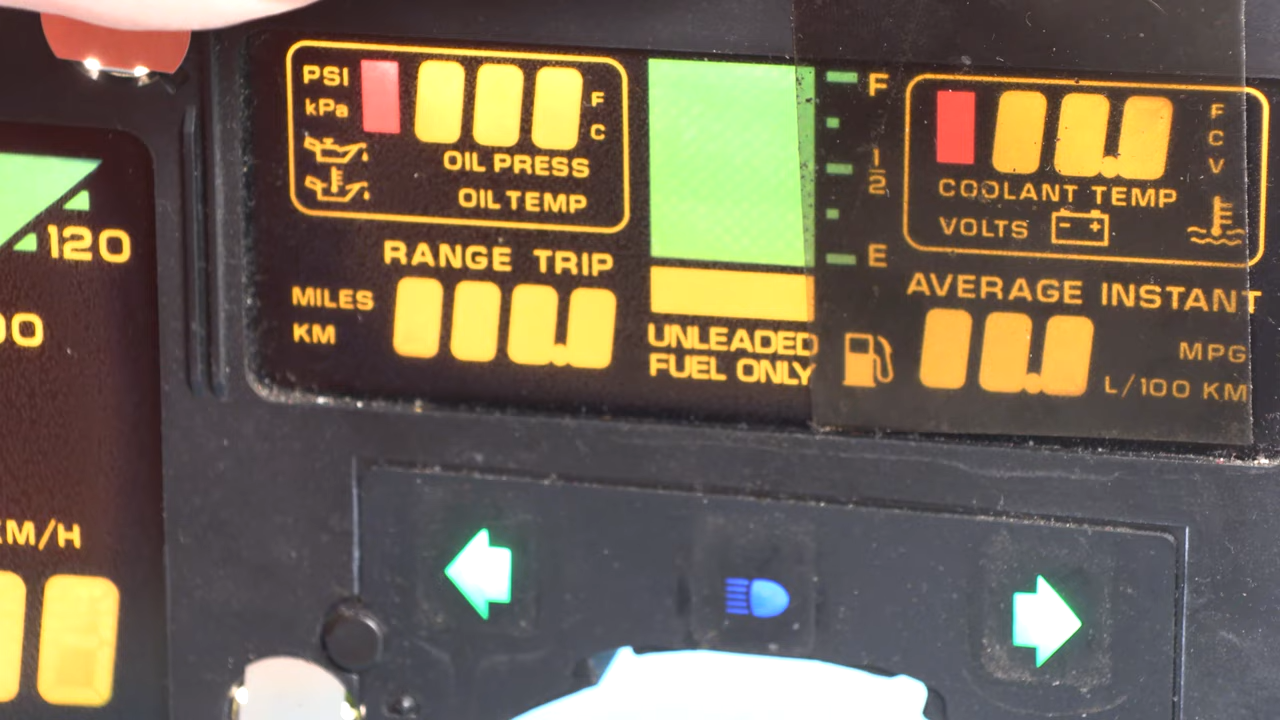 PSI
kPa
F
C
OIL PRESS
OIL TEMP
RANGE TRIP
MILES
KM
F
1/2
E
UNLEADED
FUEL ONLY
F
C
V
COOLANT TEMP
VOLTS
AVERAGE INSTANT
MPG
L/100 KM
120
KM/H